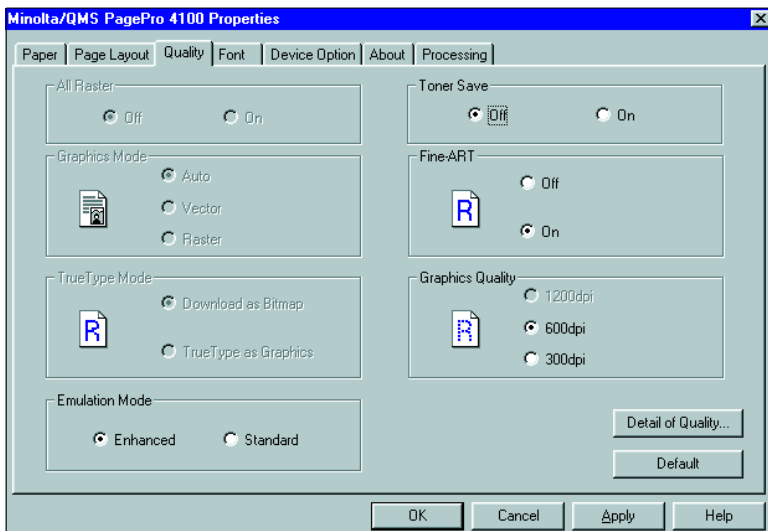 Minolta/QMS PagePro 4100 Properties
Paper Page Layout Quality Font Device Option About Processing
All Raster
Off On
Graphics Mode
Auto
Vector
Raster
TrueType Mode
R
Download as Bitmap
TrueType as Graphics
Emulation Mode
Enhanced Standard
Toner Save
Off On
Fine-ART
R
Off
On
Graphics Quality
R
1200dpi
600dpi
300dpi
Detail of Quality...
Default
OK Cancel Apply Help